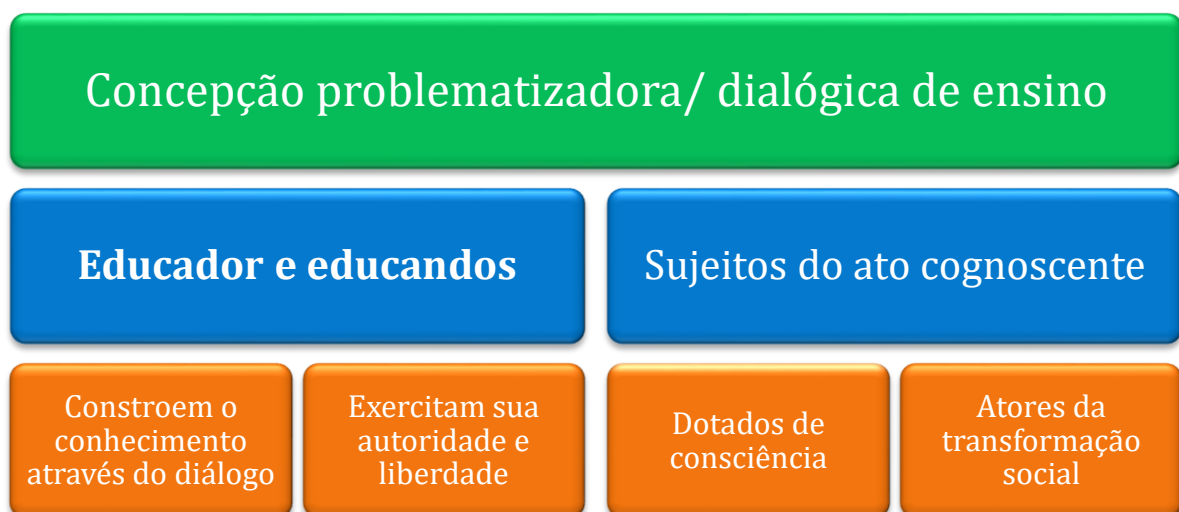 Concepção problematizadora/ dialógica de ensino
Educador e educandos
Sujeitos do ato cognoscente
Constroem o
conhecimento
através do diálogo
Exercitam sua
autoridade e
liberdade
Dotados de
consciência
Atores da
transformação
social